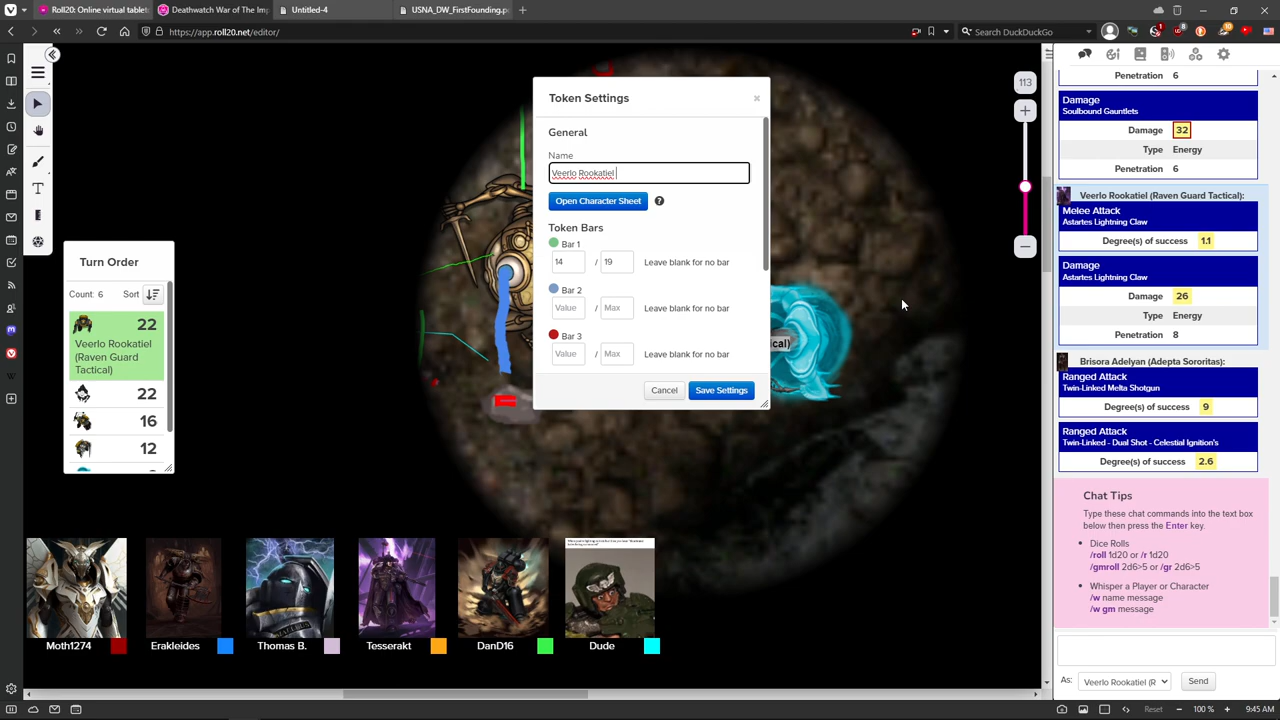 Roll20: Online virtual tablet
Deathwatch War of The Imp
Untitled-4
USNA_DW_FirstFounding.p
https://app.roll20.net/editor/
Search DuckDuckGo
113
Token Settings
General
Name
Veerlo Rookatiel
Open Character Sheet
Token Bars
Bar 1
14 / 19 Leave blank for no bar
Bar 2
Value / Max Leave blank for no bar
Bar 3
Value / Max Leave blank for no bar
Cancel Save Settings
cal)
Turn Order
Count: 6 Sort
22
Veerlo Rookatiel
(Raven Guard
Tactical)
22
16
12
Moth1274
Erakleides
Thomas B.
Tesserakt
DanD16
Dude
Penetration 6
Damage
Soulbound Gauntlets
Damage 32
Type Energy
Penetration 6
Veerlo Rookatiel (Raven Guard Tactical):
Melee Attack
Astartes Lightning Claw
Degree(s) of success 1.1
Damage
Astartes Lightning Claw
Damage 26
Type Energy
Penetration 8
Brisora Adelyan (Adepta Sororitas):
Ranged Attack
Twin-Linked Melta Shotgun
Degree(s) of success 9
Ranged Attack
Twin-Linked - Dual Shot - Celestial Ignition's
Degree(s) of success 2.6
Chat Tips
Type these chat commands into the text box
below then press the Enter key.
Dice Rolls
/roll 1d20 or /r 1d20
/gmroll 2d6>5 or /gr 2d6>5
Whisper a Player or Character
/w name message
/w gm message
As: Veerlo Rookatiel (R Send
Reset 100 % 9:45 AM